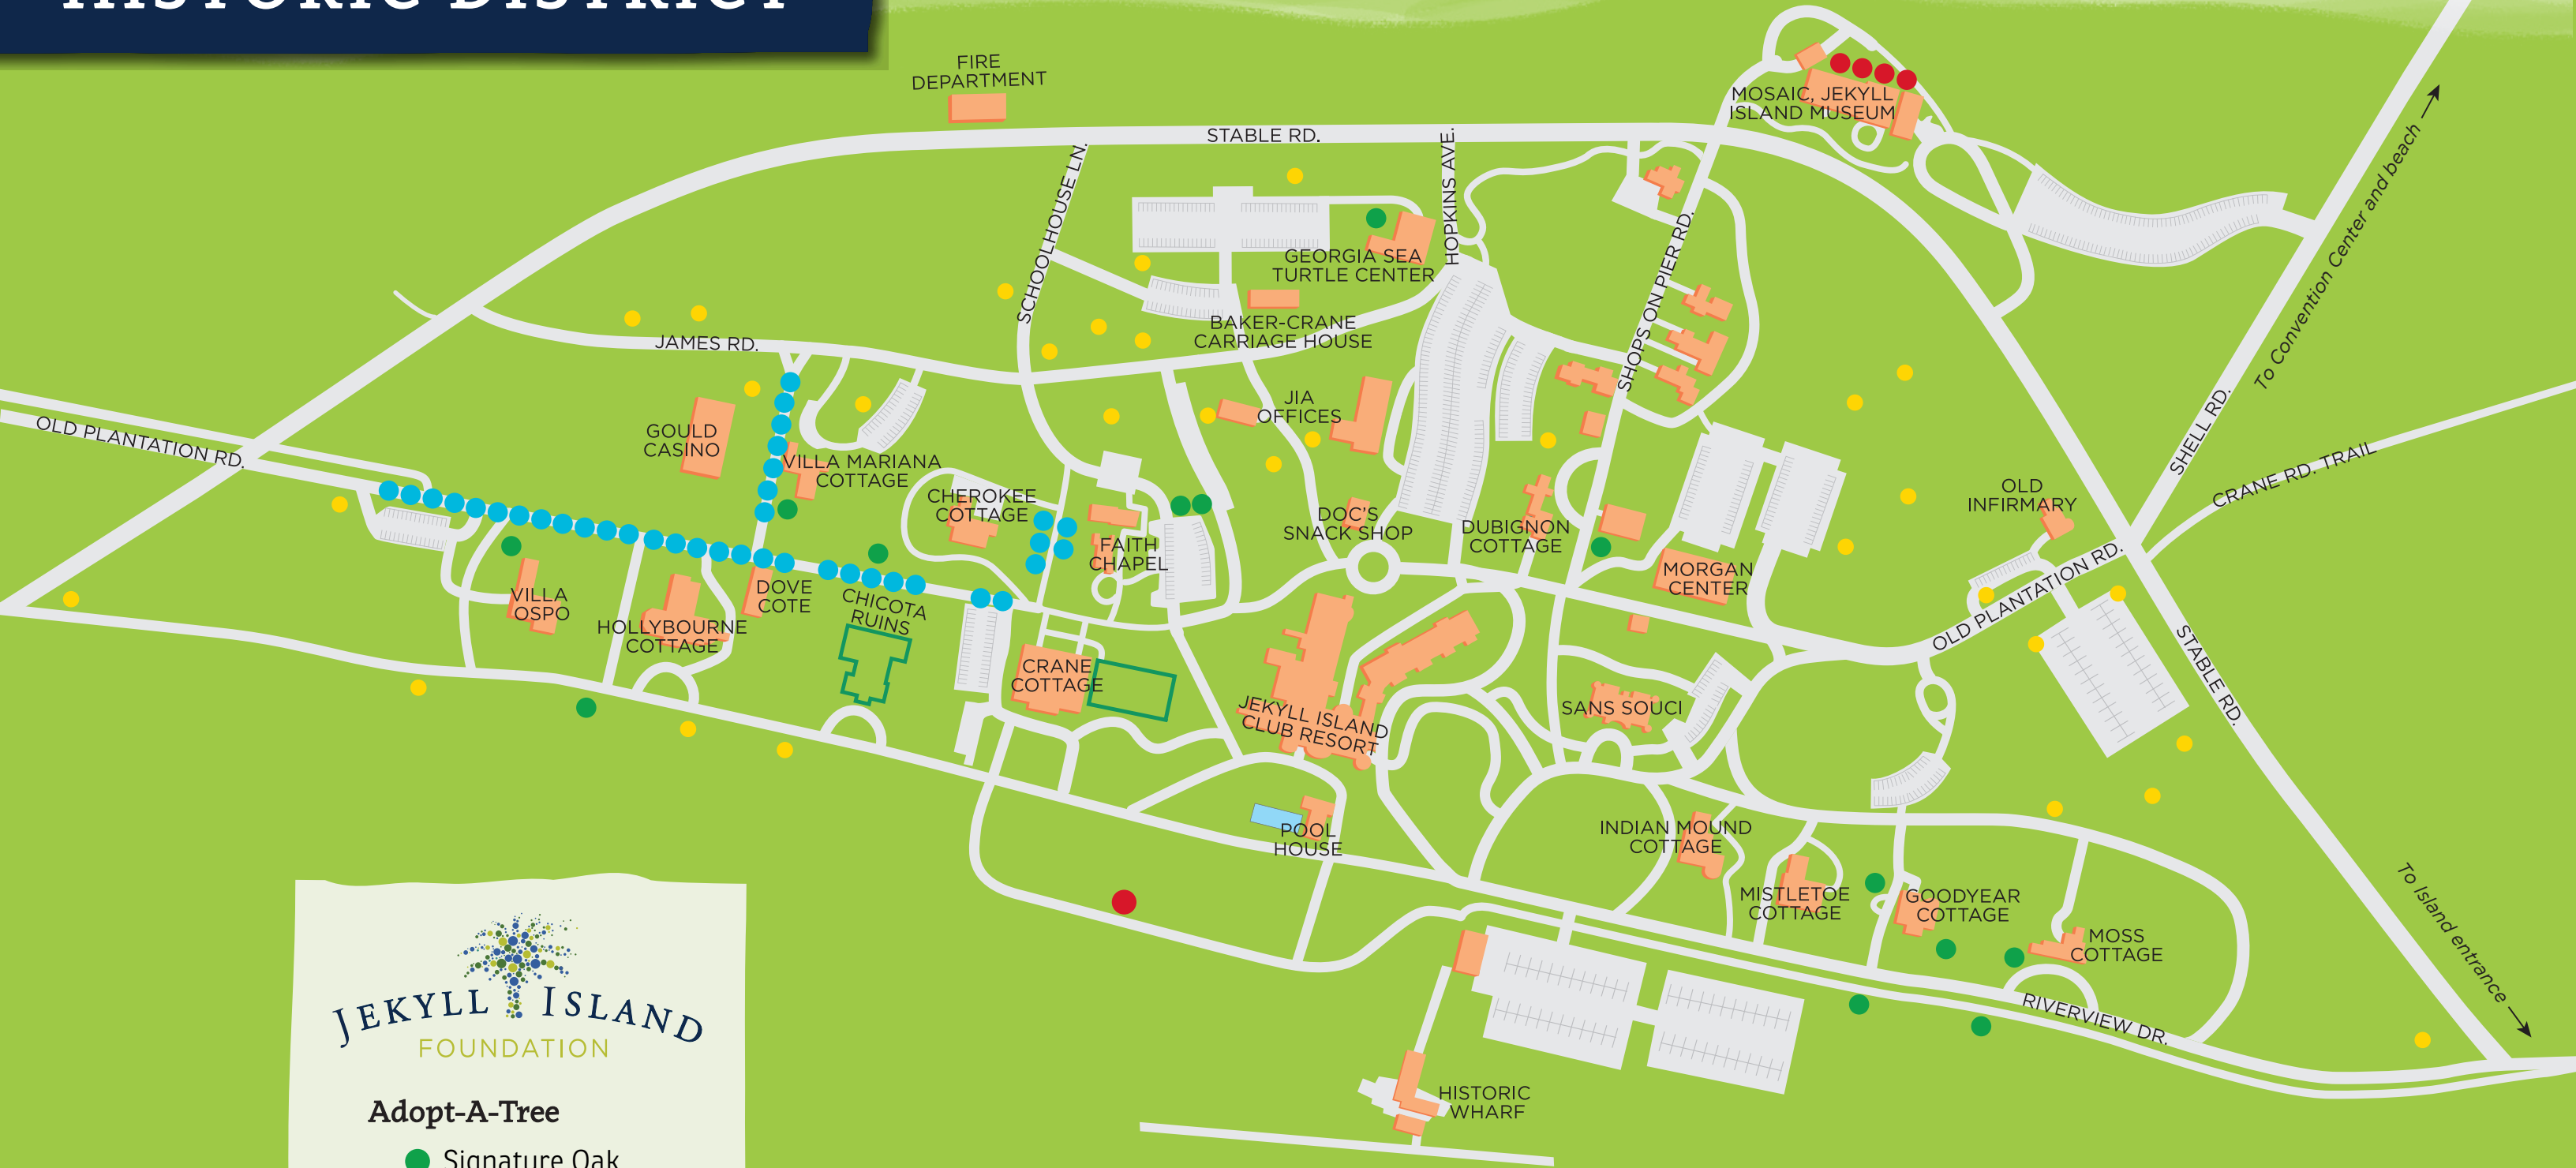 HISTORIC DISTRICT
FIRE
DEPARTMENT
STABLE RD.
SCHOOLHOUSE LN.
HOPKINS AVE.
MOSAIC, JEKYLL
ISLAND MUSEUM
To Convention Center and beach
GEORGIA SEA
TURTLE CENTER
SHOPS ON PIER RD.
BAKER-CRANE
CARRIAGE HOUSE
JAMES RD.
JIA
OFFICES
OLD PLANTATION RD.
GOULD
CASINO
VILLA MARIANA
COTTAGE
CHEROKEE
COTTAGE
FAITH
CHAPEL
DOC'S
SNACK SHOP
DUBIGNON
COTTAGE
MORGAN
CENTER
OLD
INFIRMARY
SHELL RD.
CRANE RD. TRAIL
OLD PLANTATION RD.
STABLE RD.
VILLA
OSPO
HOLLYBOURNE
COTTAGE
DOVE
COTE
CHICOTA
RUINS
CRANE
COTTAGE
JEKYLL ISLAND
CLUB RESORT
SANS SOUCI
POOL
HOUSE
INDIAN MOUND
COTTAGE
MISTLETOE
COTTAGE
GOODYEAR
COTTAGE
MOSS
COTTAGE
To Island entrance
RIVERVIEW DR.
HISTORIC
WHARF
JEKYLL ISLAND
FOUNDATION
Adopt-A-Tree
Signature Oak